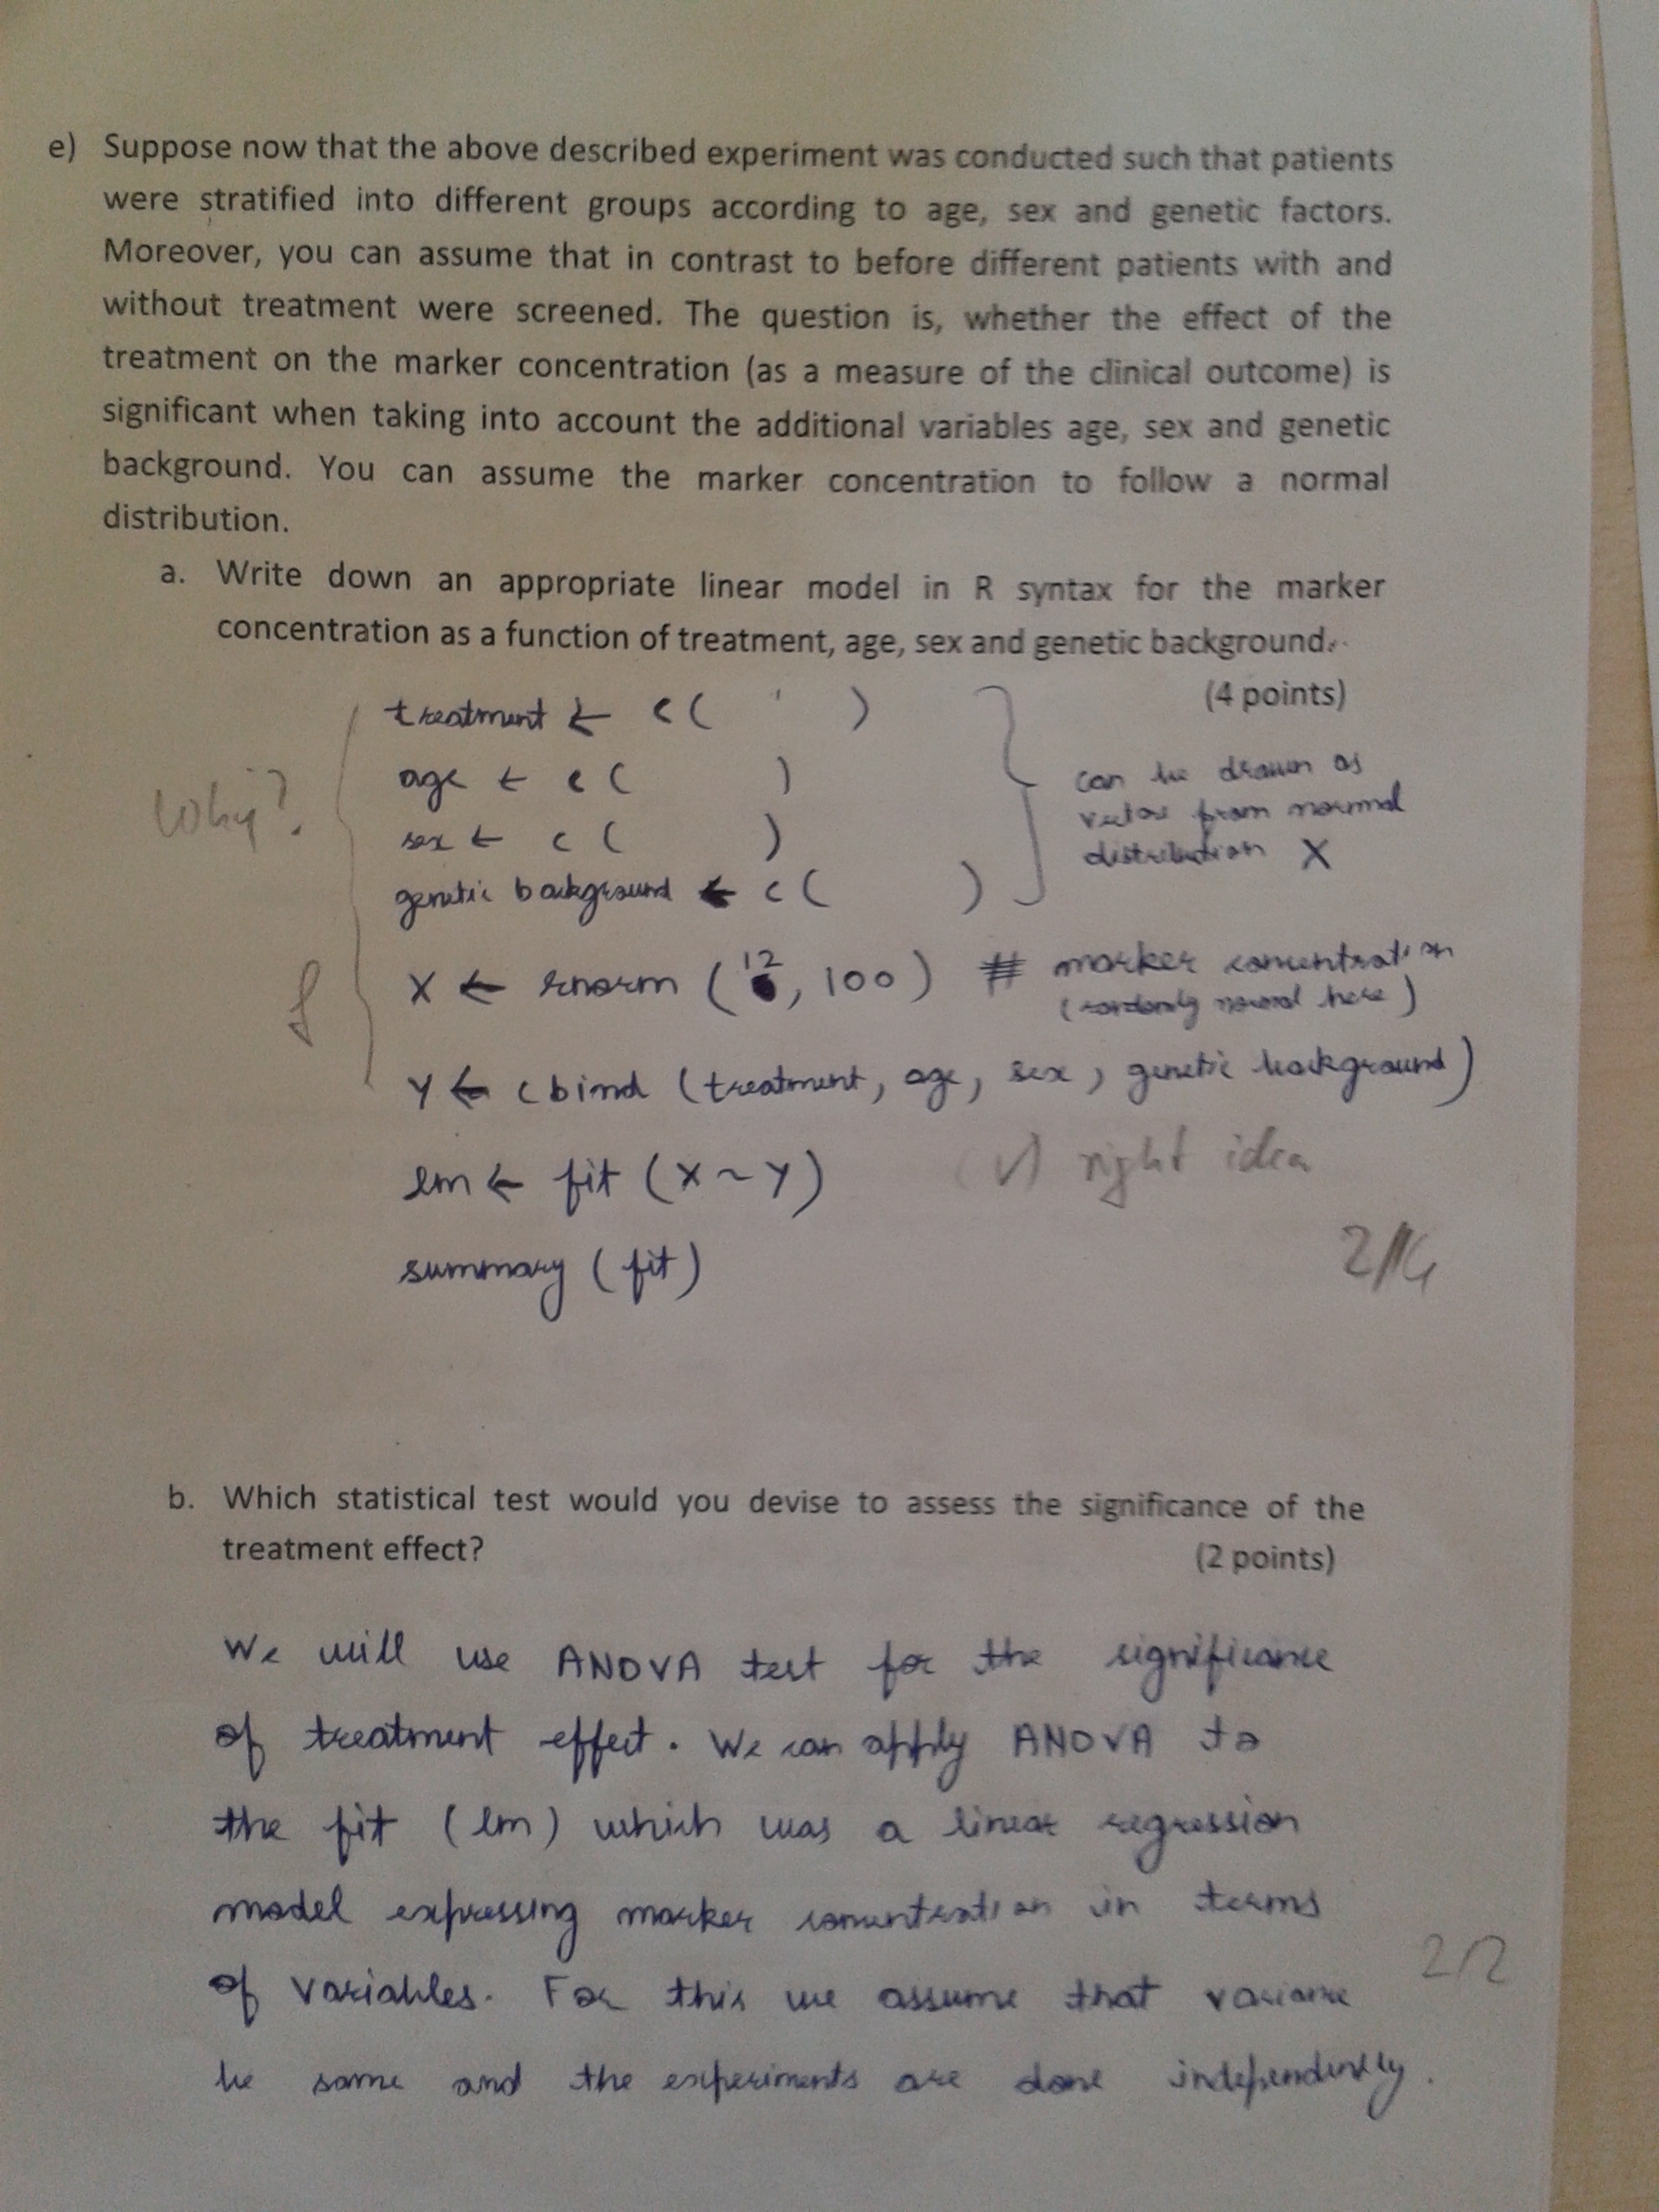 e) Suppose now that the above described experiment was conducted such that patients
were stratified into different groups according to age, sex and genetic factors.
Moreover, you can assume that in contrast to before different patients with and
without treatment were screened. The question is, whether the effect of the
treatment on the marker concentration (as a measure of the clinical outcome) is
significant when taking into account the additional variables age, sex and genetic
background. You can assume the marker concentration to follow a normal
distribution.
a. Write down an appropriate linear model in R syntax for the marker
concentration as a function of treatment, age, sex and genetic background.
(4 points)
treatment ← c( )
age ← c( )
sex ← c( )
genetic background ← c( )
can be drawn as
vector from normal
distribution X
Why?
X ← rnorm (12, 100) # marker concentration
(randomly normal here)
f
Y ← cbind (treatment, age, sex, genetic background)
lm ← fit (X ~ Y)
(√) right idea
summary (fit)
2/4
b. Which statistical test would you devise to assess the significance of the
treatment effect?
(2 points)
We will use ANOVA test for the significance
of treatment effect. We can apply ANOVA to
the fit (lm) which was a linear regression
model expressing marker concentration in terms
of variables. For this we assume that variance
be same and the experiments are done independently.
2/2